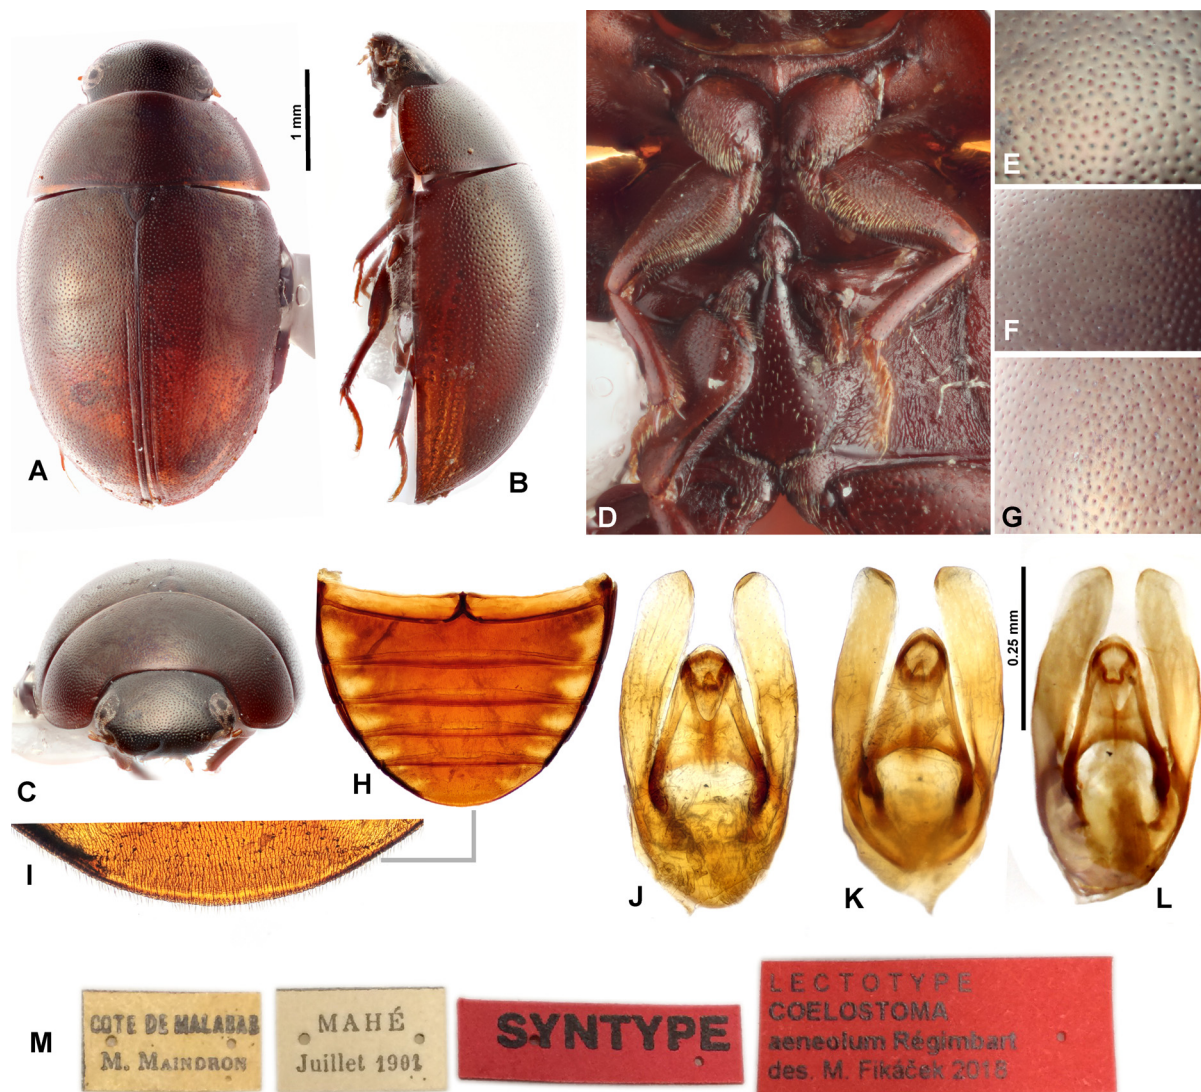 A
1 mm
B
C
D
E
F
G
H
I
J
K
0.25 mm
L
M
COTE DE MALABAR
M. MAINDRON
MAHÉ
Juillet 1901
SYNTYPE
LECTOTYPE
COELOSTOMA
aeneolum Régimbart
des. M. Fikáček 2018